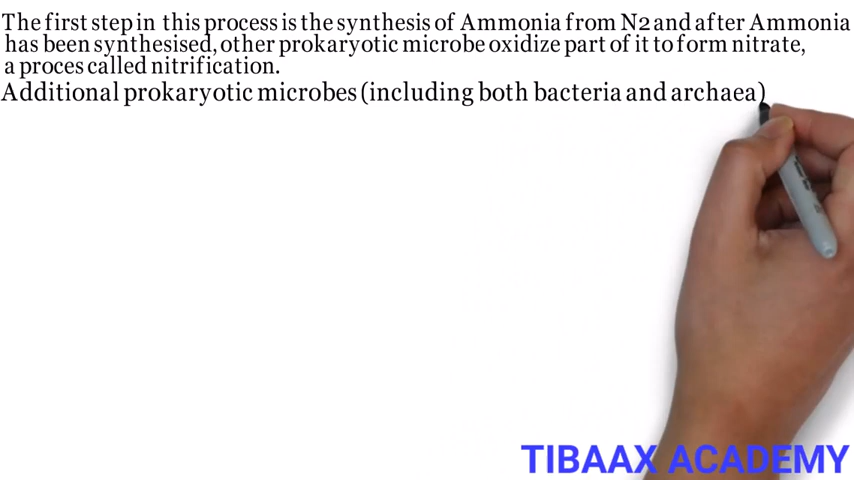 The first step in this process is the synthesis of Ammonia from N2 and after Ammonia
has been synthesised, other prokaryotic microbe oxidize part of it to form nitrate,
a proces called nitrification.
Additional prokaryotic microbes (including both bacteria and archaea)
TIBAAX ACADEMY